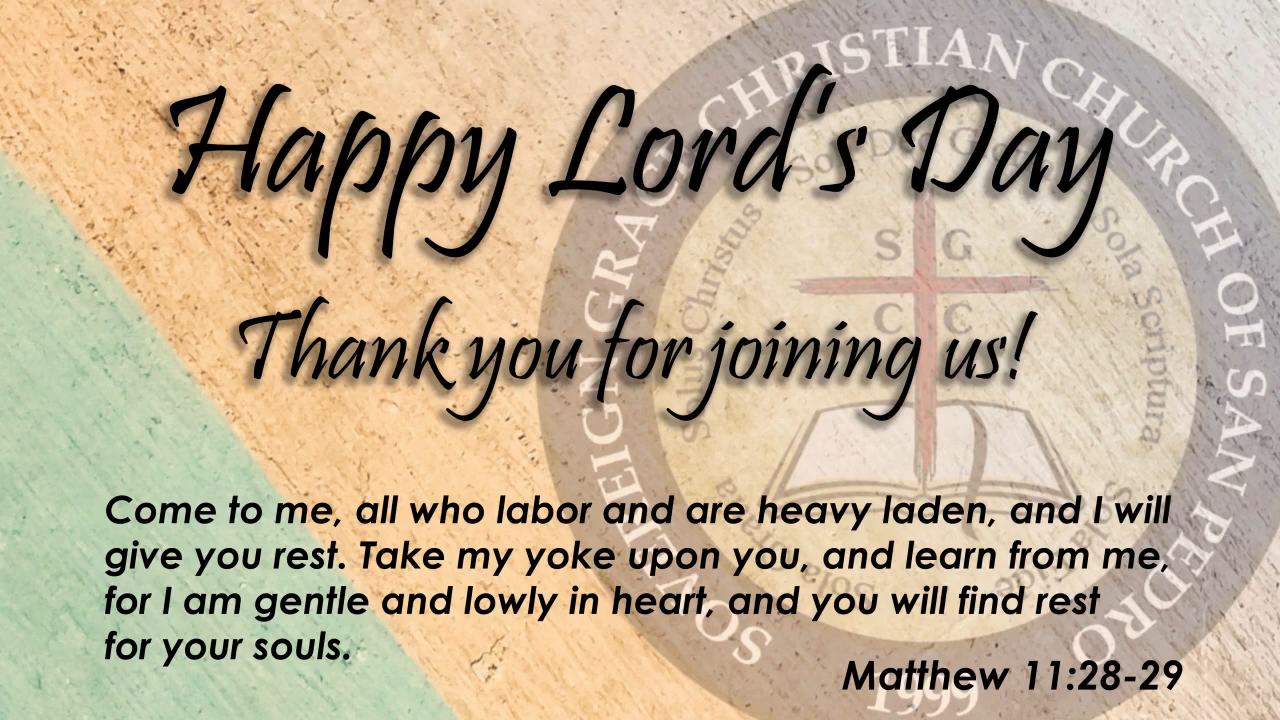 Happy Lord's Day
Thank you for joining us!
Come to me, all who labor and are heavy laden, and I will
give you rest. Take my yoke upon you, and learn from me,
for I am gentle and lowly in heart, and you will find rest
for your souls.
Matthew 11:28-29
SOVEREIGN GRACE CHRISTIAN CHURCH OF SAN PEDRO
1999
Sola Scriptura
S G
C C